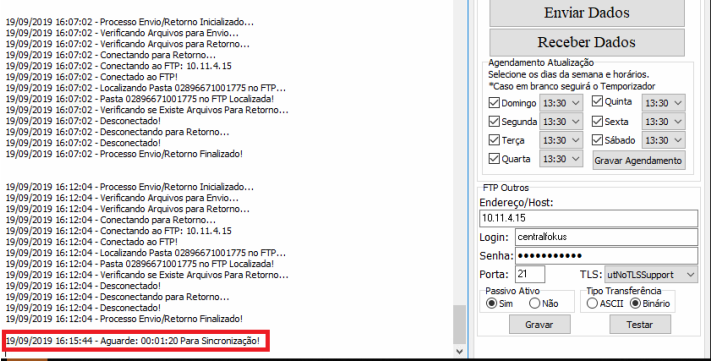 19/09/2019 16:07:02 - Processo Envio/Retorno Inicializado...
19/09/2019 16:07:02 - Verificando Arquivos para Envio...
19/09/2019 16:07:02 - Verificando Arquivos para Retorno...
19/09/2019 16:07:02 - Conectando para Retorno...
19/09/2019 16:07:02 - Conectando ao FTP: 10.11.4.15
19/09/2019 16:07:02 - Conectado ao FTP!
19/09/2019 16:07:02 - Localizando Pasta 02896671001775 no FTP...
19/09/2019 16:07:02 - Pasta 02896671001775 no FTP Localizada!
19/09/2019 16:07:02 - Verificando se Existe Arquivos Para Retorno...
19/09/2019 16:07:02 - Desconectado!
19/09/2019 16:07:02 - Desconectando para Retorno...
19/09/2019 16:07:02 - Desconectado!
19/09/2019 16:07:02 - Processo Envio/Retorno Finalizado!
19/09/2019 16:12:04 - Processo Envio/Retorno Inicializado...
19/09/2019 16:12:04 - Verificando Arquivos para Envio...
19/09/2019 16:12:04 - Verificando Arquivos para Retorno...
19/09/2019 16:12:04 - Conectando para Retorno...
19/09/2019 16:12:04 - Conectando ao FTP: 10.11.4.15
19/09/2019 16:12:04 - Conectado ao FTP!
19/09/2019 16:12:04 - Localizando Pasta 02896671001775 no FTP...
19/09/2019 16:12:04 - Pasta 02896671001775 no FTP Localizada!
19/09/2019 16:12:04 - Verificando se Existe Arquivos Para Retorno...
19/09/2019 16:12:04 - Desconectado!
19/09/2019 16:12:04 - Desconectando para Retorno...
19/09/2019 16:12:04 - Desconectado!
19/09/2019 16:12:04 - Processo Envio/Retorno Finalizado!
19/09/2019 16:15:44 - Aguarde: 00:01:20 Para Sincronização!
Enviar Dados
Receber Dados
Agendamento Atualização
Selecione os dias da semana e horários.
*Caso em branco seguirá o Temporizador
Domingo 13:30 Quinta 13:30
Segunda 13:30 Sexta 13:30
Terça 13:30 Sábado 13:30
Quarta 13:30 Gravar Agendamento
FTP Outros
Endereço/Host:
10.11.4.15
Login: centralfokus
Senha: ●●●●●●●●●●●
Porta: 21 TLS: utNoTLSSupport
Passivo Ativo Tipo Transferência
Sim Não ASCII Binário
Gravar Testar